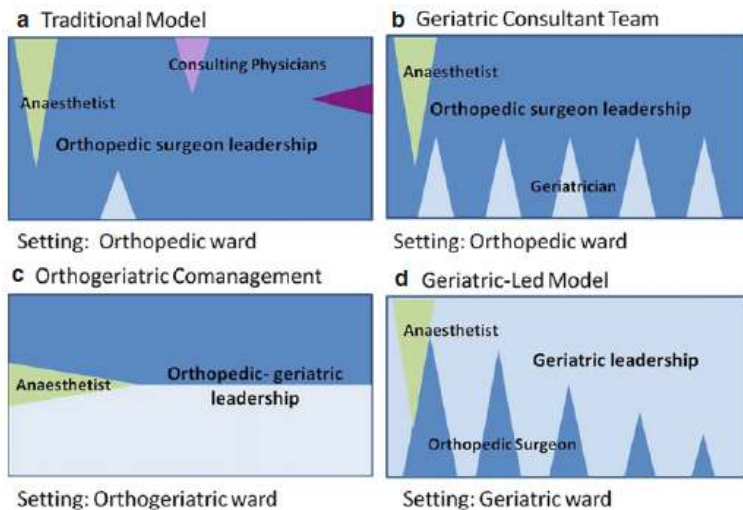 a Traditional Model
Consulting Physicians
Anaesthetist
Orthopedic surgeon leadership
Setting: Orthopedic ward
b Geriatric Consultant Team
Anaesthetist
Orthopedic surgeon leadership
Geriatrician
Setting: Orthopedic ward
c Orthogeriatric Comanagement
Anaesthetist
Orthopedic- geriatric
leadership
Setting: Orthogeriatric ward
d Geriatric-Led Model
Anaesthetist
Geriatric leadership
Orthopedic Surgeon
Setting: Geriatric ward